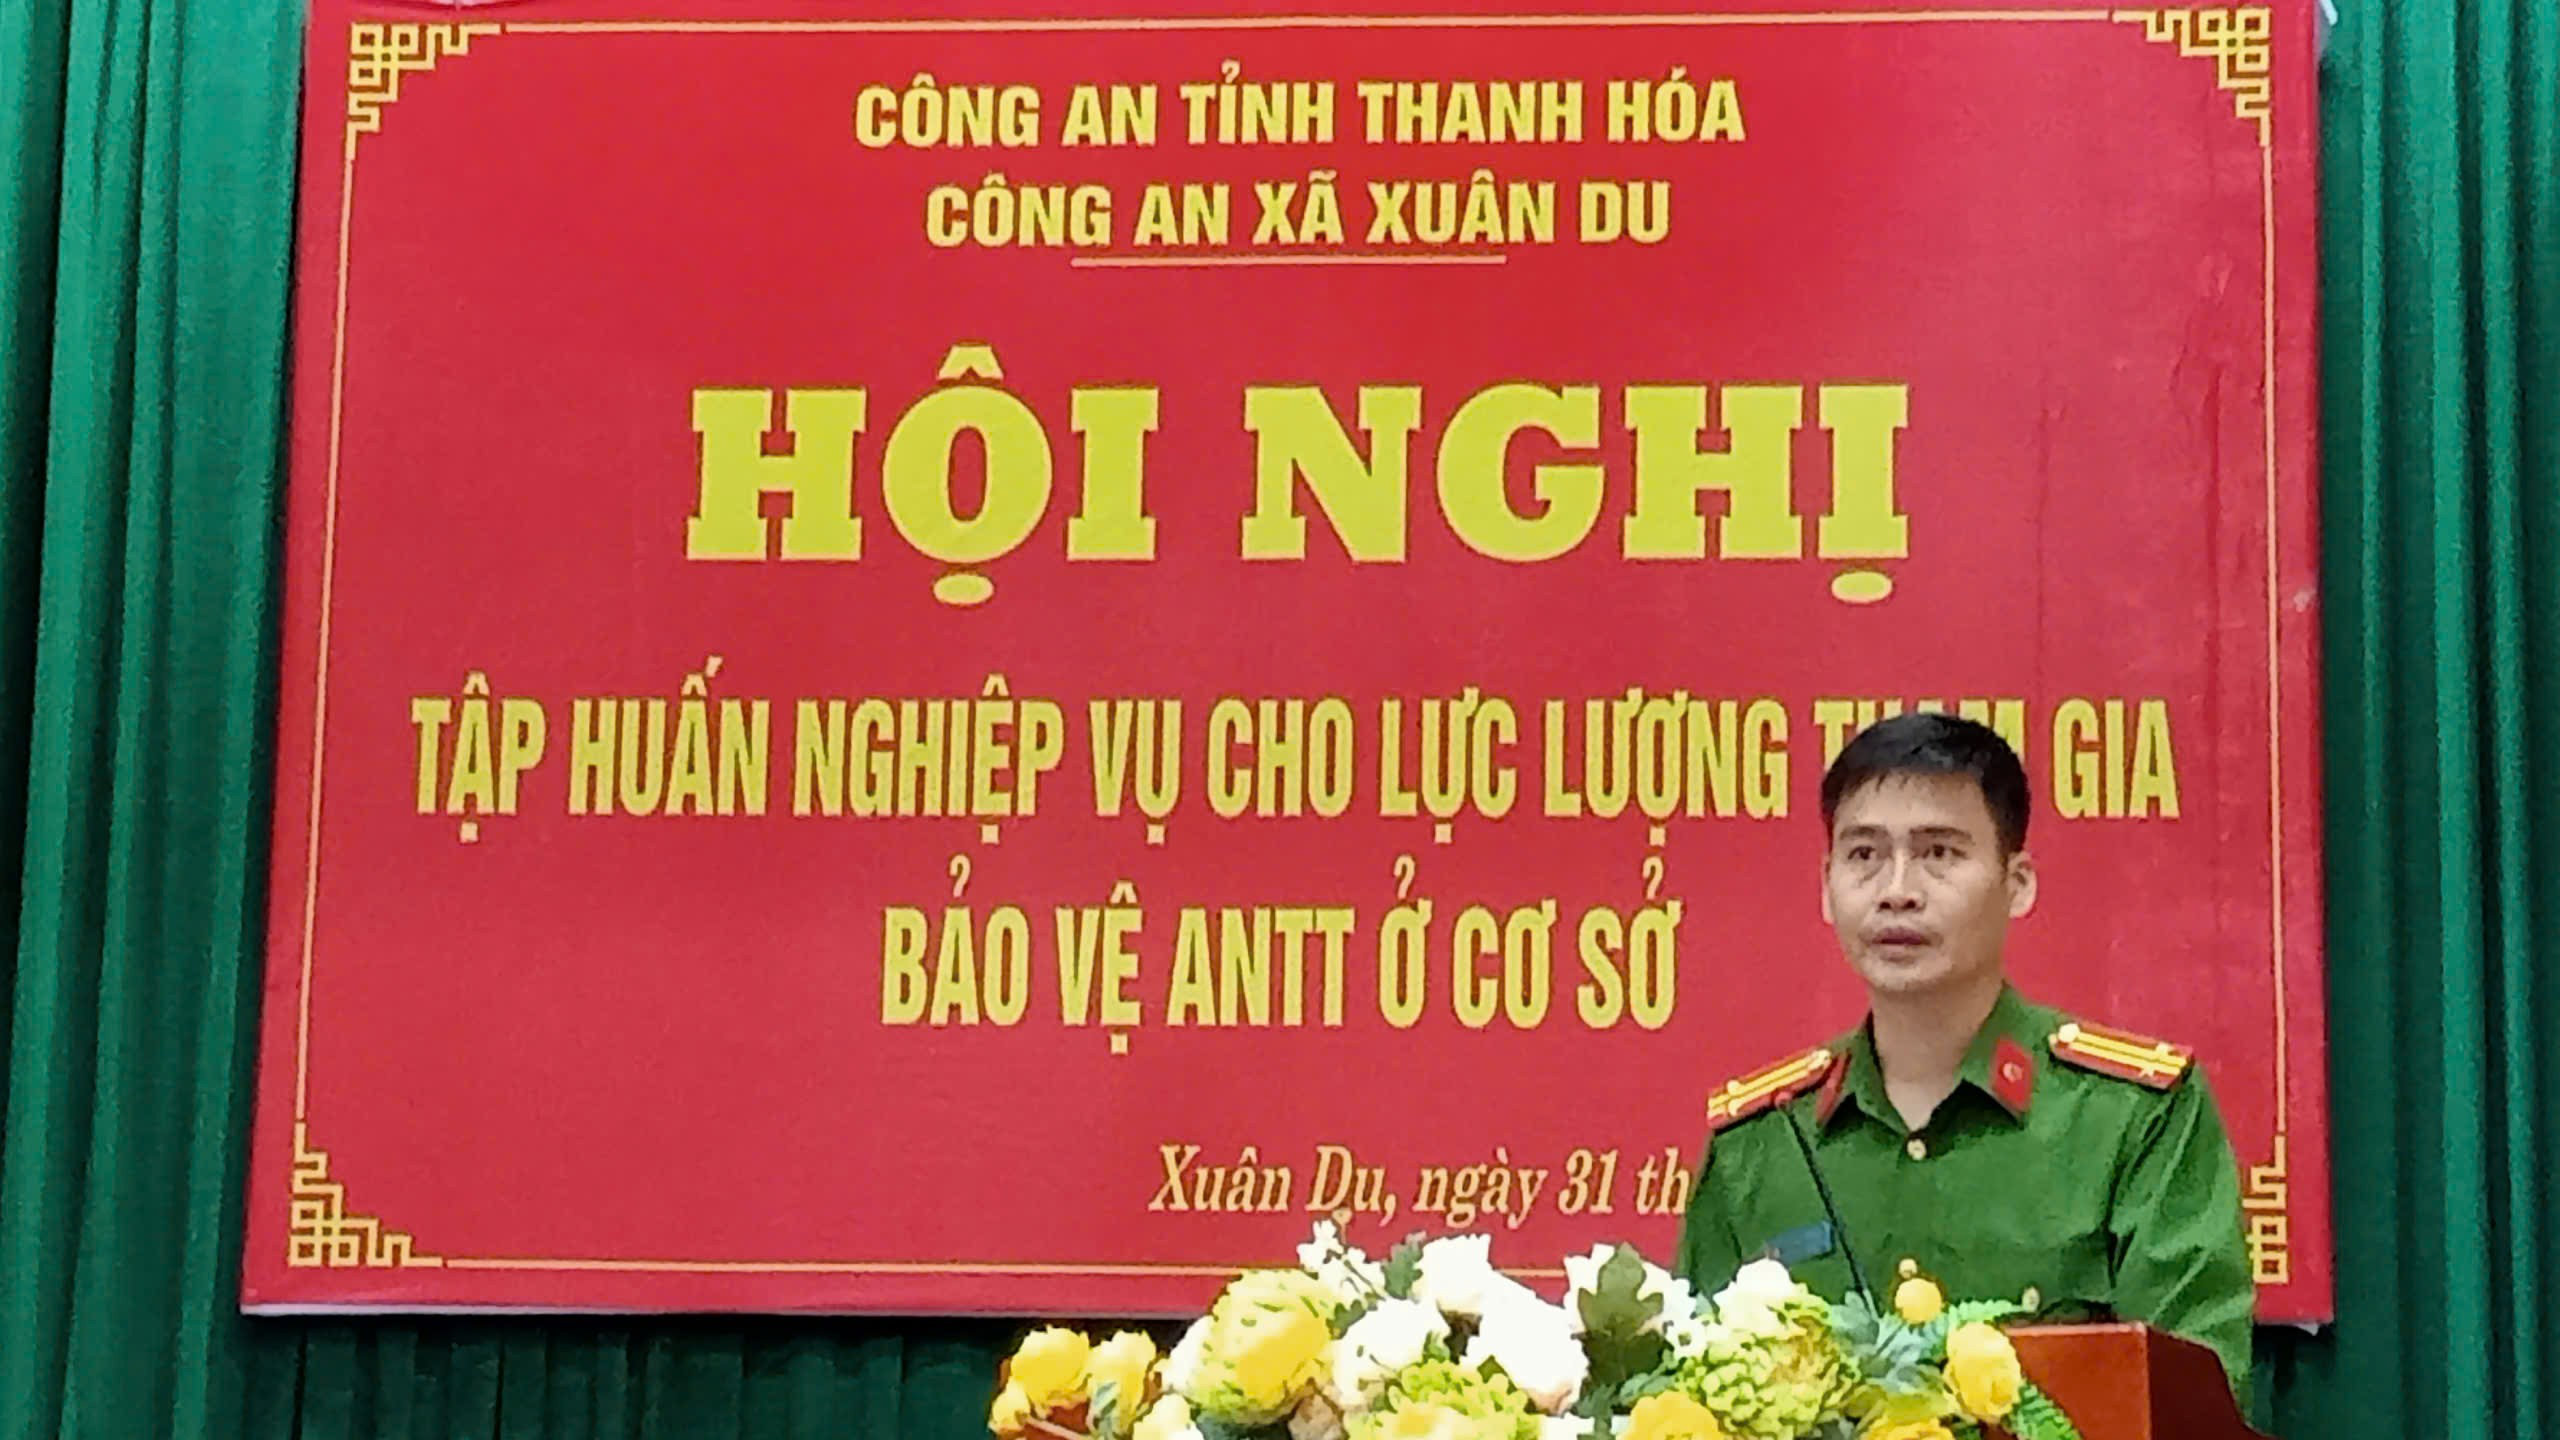 CÔNG AN TỈNH THANH HÓA
CÔNG AN XÃ XUÂN DU
HỘI NGHỊ
TẬP HUẤN NGHIỆP VỤ CHO LỰC LƯỢNG THAM GIA
BẢO VỆ ANTT Ở CƠ SỞ
Xuân Du, ngày 31